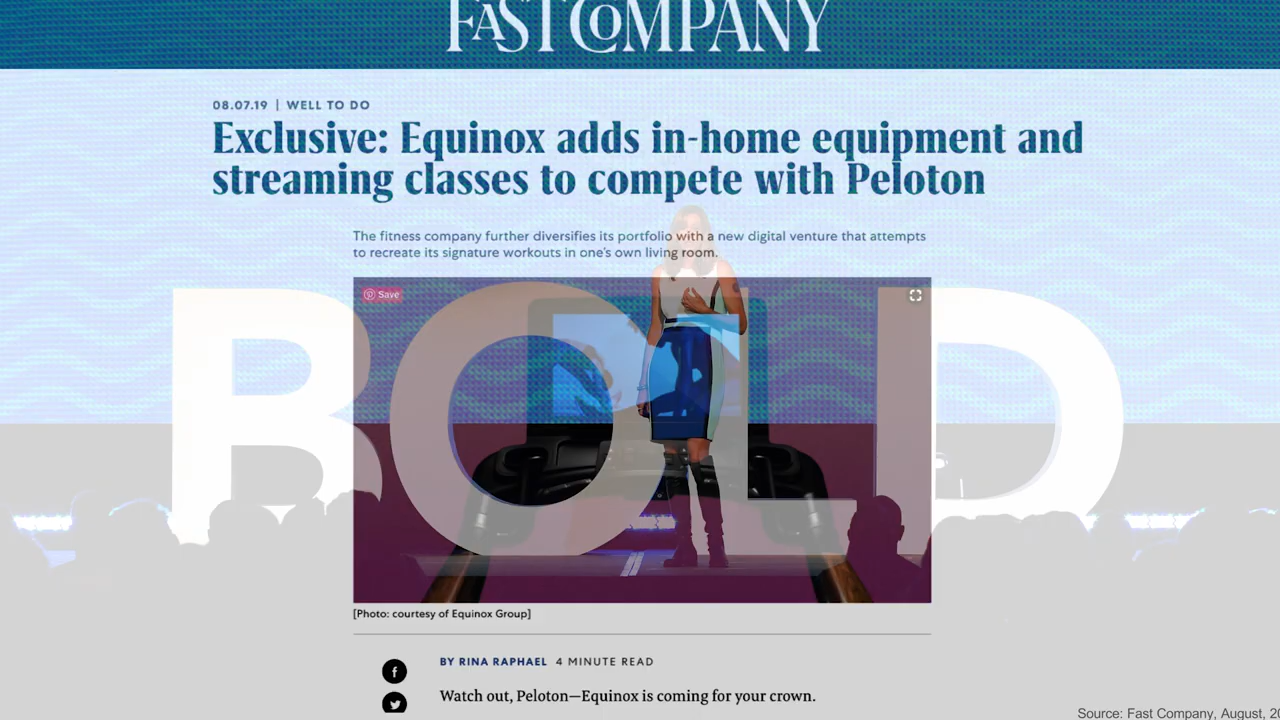 FAST COMPANY
08.07.19 | WELL TO DO
Exclusive: Equinox adds in-home equipment and
streaming classes to compete with Peloton
The fitness company further diversifies its portfolio with a new digital venture that attempts
to recreate its signature workouts in one's own living room.
Save
BOLD
[Photo: courtesy of Equinox Group]
BY RINA RAPHAEL 4 MINUTE READ
Watch out, Peloton—Equinox is coming for your crown.
Source: Fast Company, August, 20